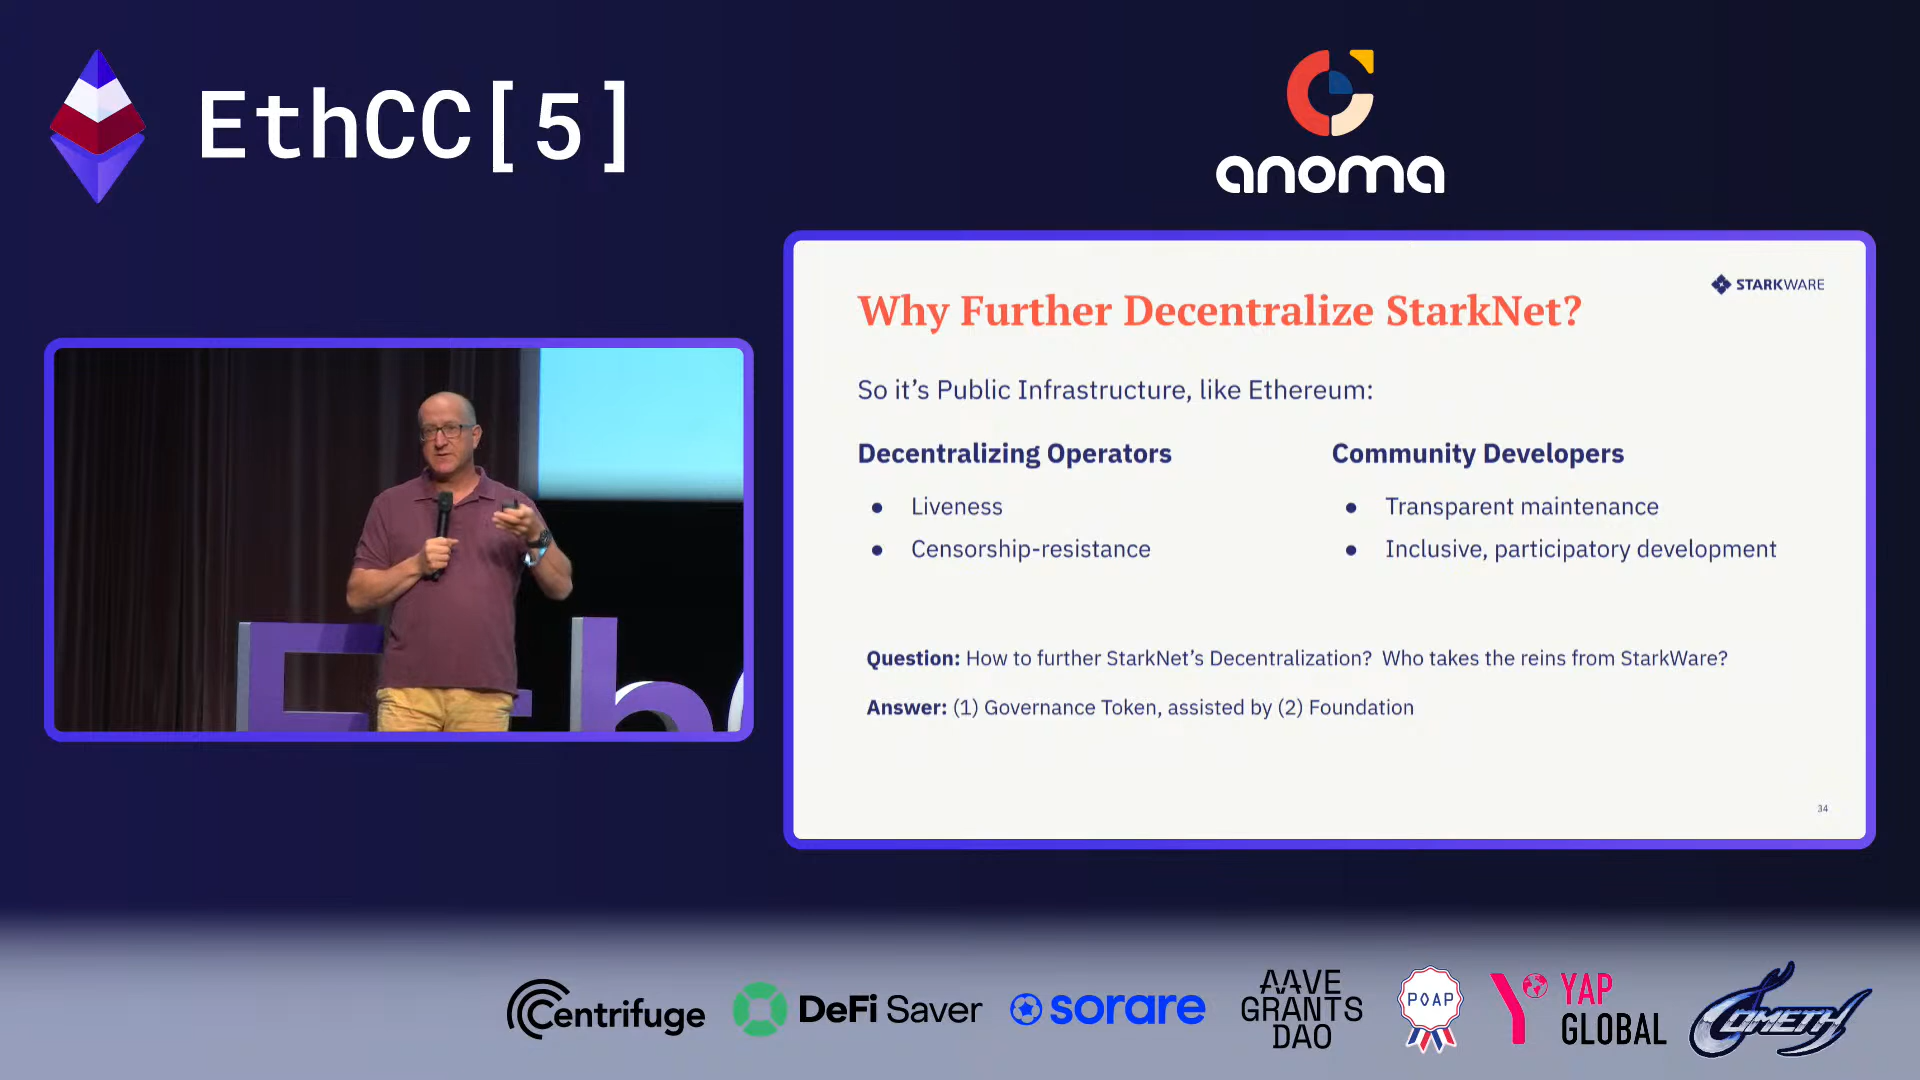 EthCC[5]
anoma
STARKWARE
Why Further Decentralize StarkNet?
So it's Public Infrastructure, like Ethereum:
Decentralizing Operators
● Liveness
● Censorship-resistance
Community Developers
● Transparent maintenance
● Inclusive, participatory development
Question: How to further StarkNet's Decentralization? Who takes the reins from StarkWare?
Answer: (1) Governance Token, assisted by (2) Foundation
34
Eth
Centrifuge
DeFi Saver
sorare
AAVE
GRANTS
DAO
POAP
YAP
GLOBAL
COMETH